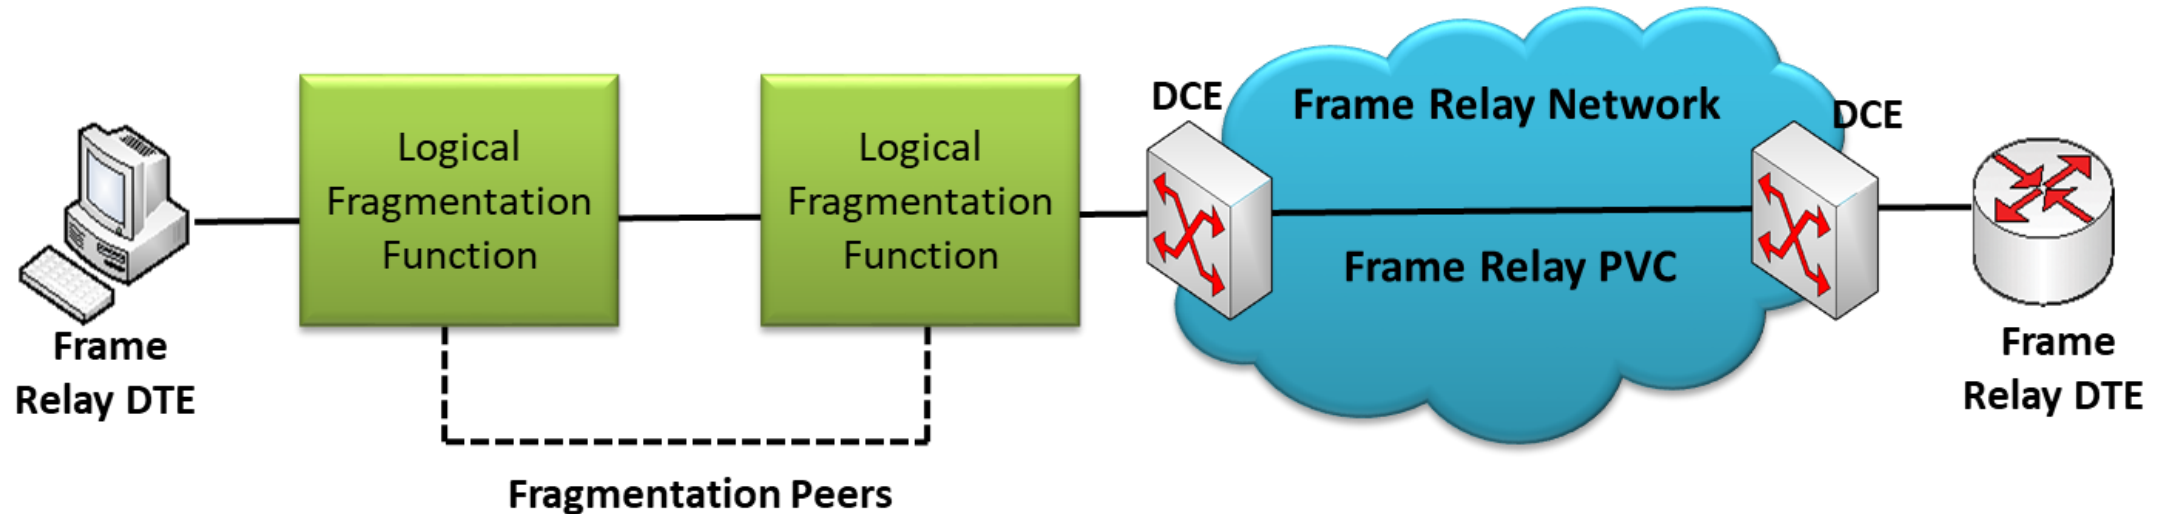 Logical
Fragmentation
Function
Logical
Fragmentation
Function
DCE
Frame Relay Network
DCE
Frame Relay PVC
Frame
Relay DTE
Frame
Relay DTE
Fragmentation Peers